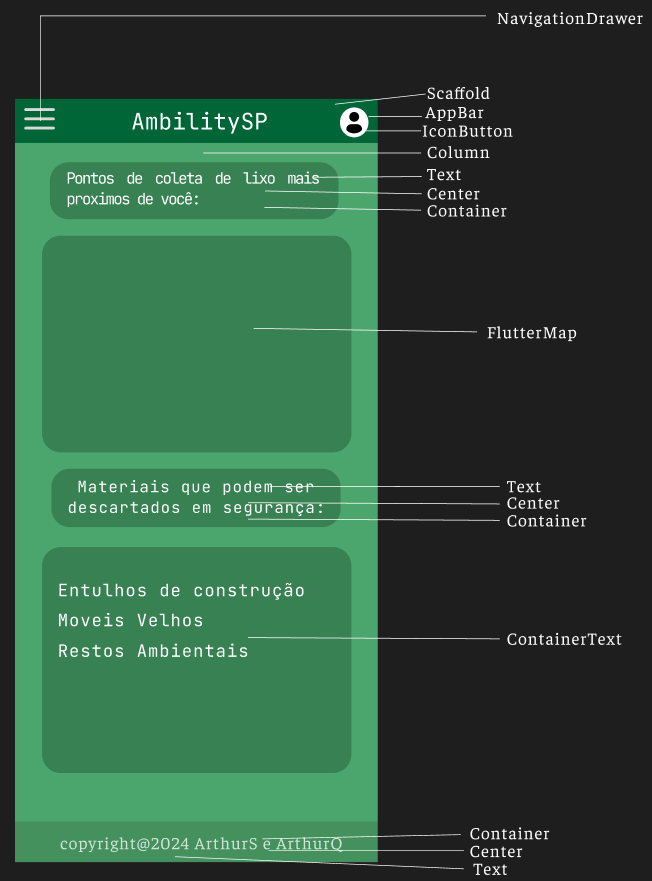 NavigationDrawer
Scaffold
AmbilitySP
AppBar
IconButton
Column
Pontos de coleta de lixo mais
proximos de você:
Text
Center
Container
FlutterMap
Materiais que podem ser
descartados em segurança:
Text
Center
Container
Entulhos de construção
Moveis Velhos
Restos Ambientais
ContainerText
copyright@2024 ArthurS e ArthurQ
Container
Center
Text